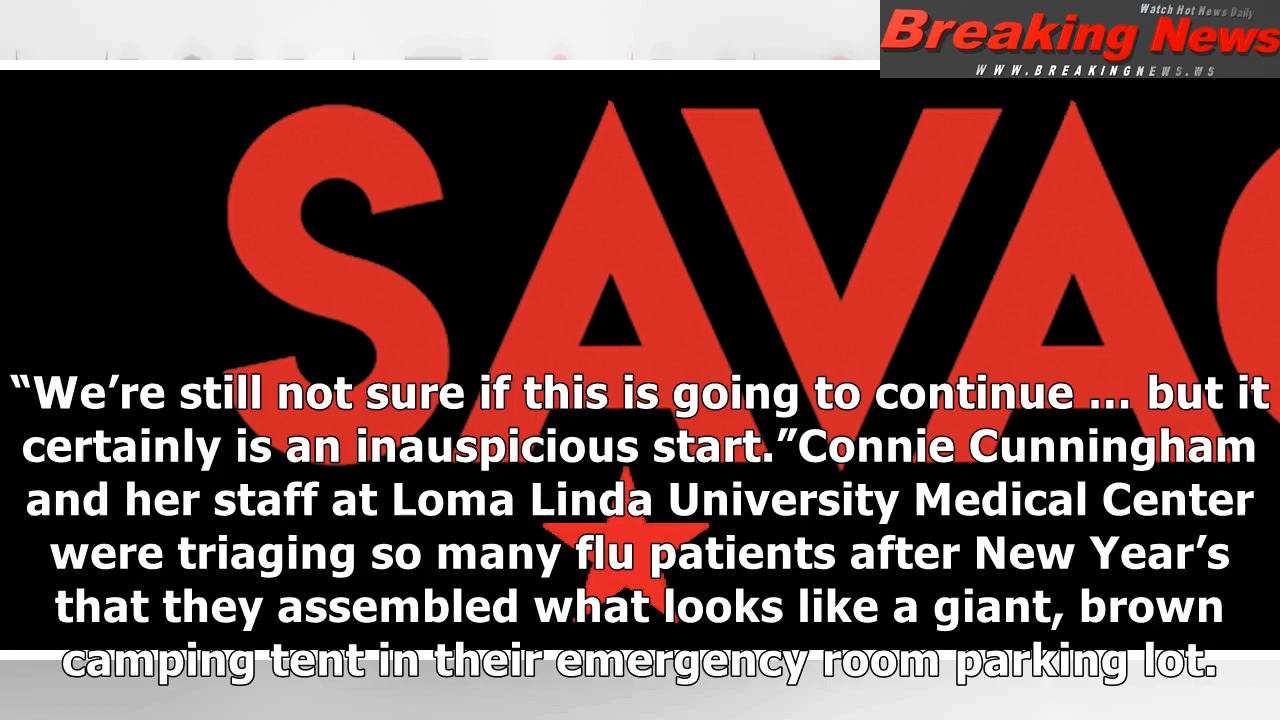 Watch Hot News Daily
Breaking News
WWW.BREAKINGNEWS.WS
SAVAG
“We’re still not sure if this is going to continue ... but it
certainly is an inauspicious start.”Connie Cunningham
and her staff at Loma Linda University Medical Center
were triaging so many flu patients after New Year’s
that they assembled what looks like a giant, brown
camping tent in their emergency room parking lot.